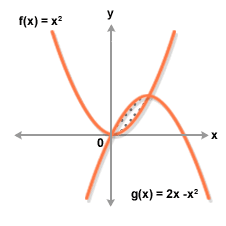 f(x) = x²
y
x
0
g(x) = 2x -x²